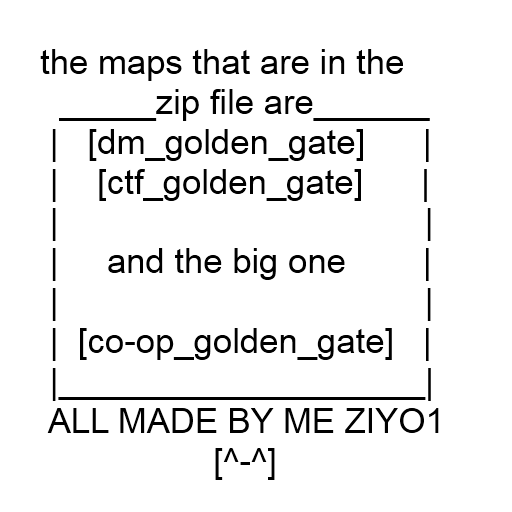 the maps that are in the
_____zip file are______
| [dm_golden_gate] |
| [ctf_golden_gate] |
| |
| and the big one |
| |
| [co-op_golden_gate] |
|___________________|
ALL MADE BY ME ZIYO1
[^-^]